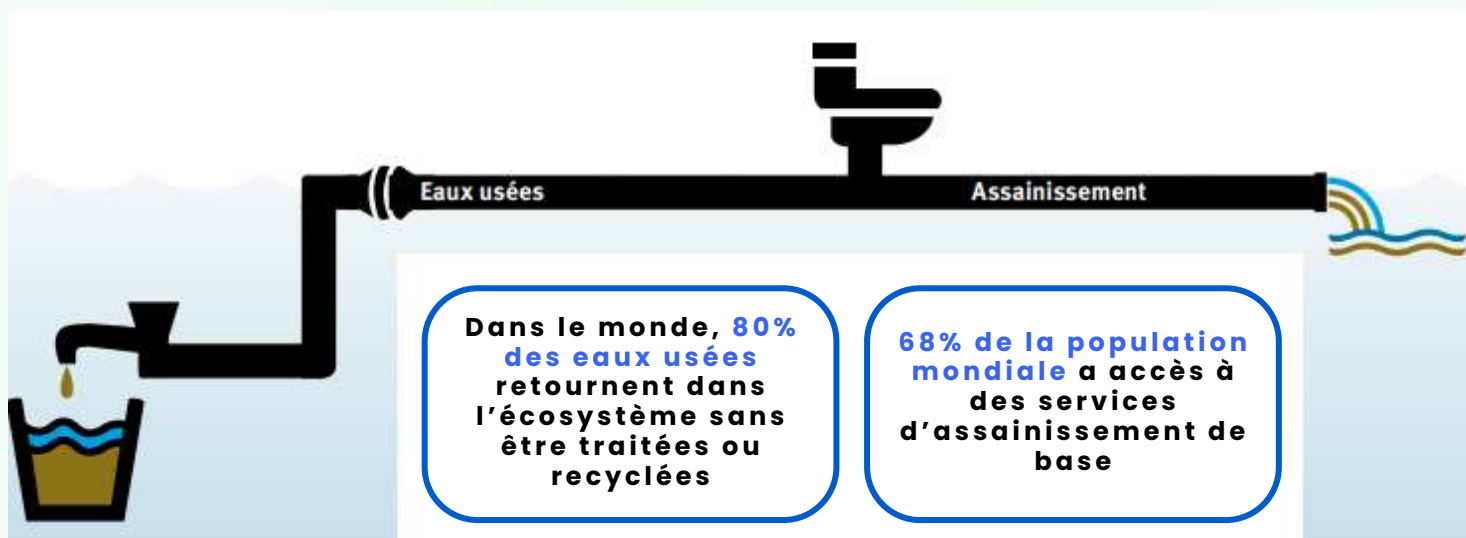 Eaux usées
Assainissement
Dans le monde, 80%
des eaux usées
retournent dans
l’écosystème sans
être traitées ou
recyclées
68% de la population
mondiale a accès à
des services
d’assainissement de
base